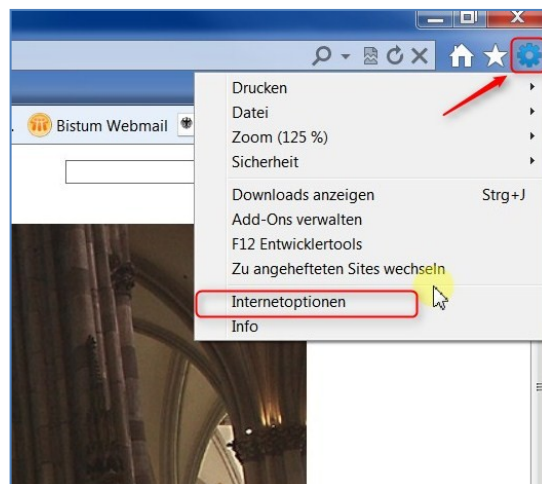 Bistum Webmail
Drucken
Datei
Zoom (125 %)
Sicherheit
Downloads anzeigen Strg+J
Add-Ons verwalten
F12 Entwicklertools
Zu angehefteten Sites wechseln
Internetoptionen
Info